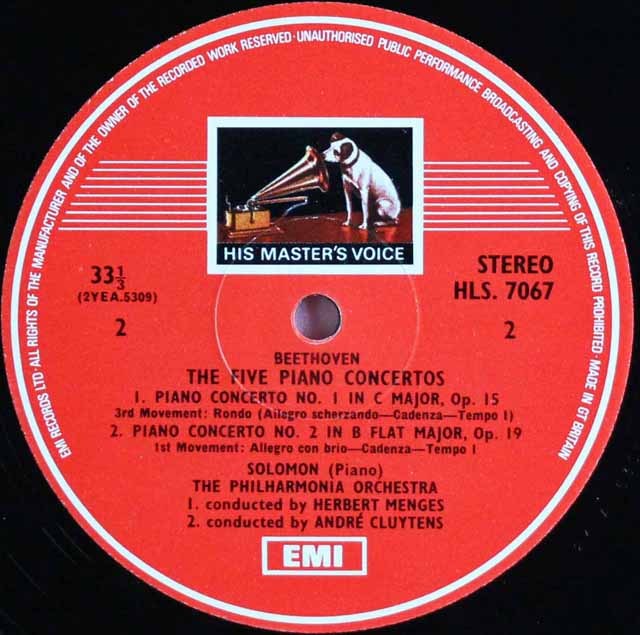 EMI RECORDS LTD·ALL RIGHTS OF THE MANUFACTURER AND OF THE OWNER OF THE RECORDED WORK RESERVED·UNAUTHORISED PUBLIC PERFORMANCE BROADCASTING AND COPYING OF THIS RECORD PROHIBITED·MADE IN GT BRITAIN
HIS MASTER'S VOICE
33⅓
(2YEA.5309)
2
STEREO
HLS. 7067
2
BEETHOVEN
THE FIVE PIANO CONCERTOS
1. PIANO CONCERTO NO. 1 IN C MAJOR, Op. 15
3rd Movement: Rondo (Allegro scherzando—Cadenza—Tempo 1)
2. PIANO CONCERTO NO. 2 IN B FLAT MAJOR, Op. 19
1st Movement: Allegro con brio—Cadenza—Tempo 1
SOLOMON (Piano)
THE PHILHARMONIA ORCHESTRA
1. conducted by HERBERT MENGES
2. conducted by ANDRÉ CLUYTENS
EMI